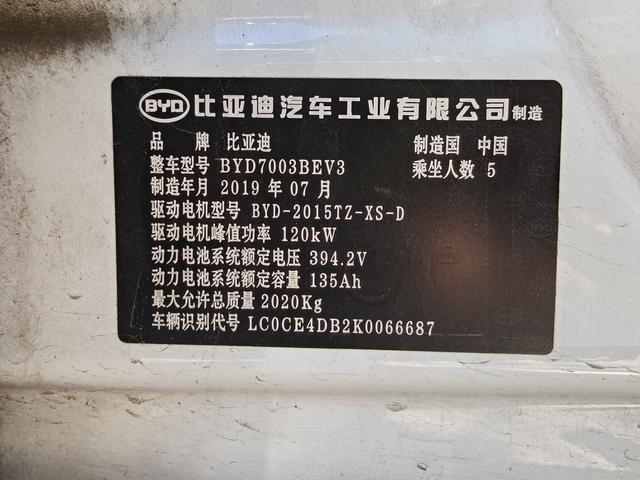 BYD 比亚迪汽车工业有限公司制造
品 牌 比亚迪 制造国 中国
整车型号 BYD7003BEV3 乘坐人数 5
制造年月 2019 年 07 月
驱动电机型号 BYD-2015TZ-XS-D
驱动电机峰值功率 120kW
动力电池系统额定电压 394.2V
动力电池系统额定容量 135Ah
最大允许总质量 2020Kg
车辆识别代号 LC0CE4DB2K0066687